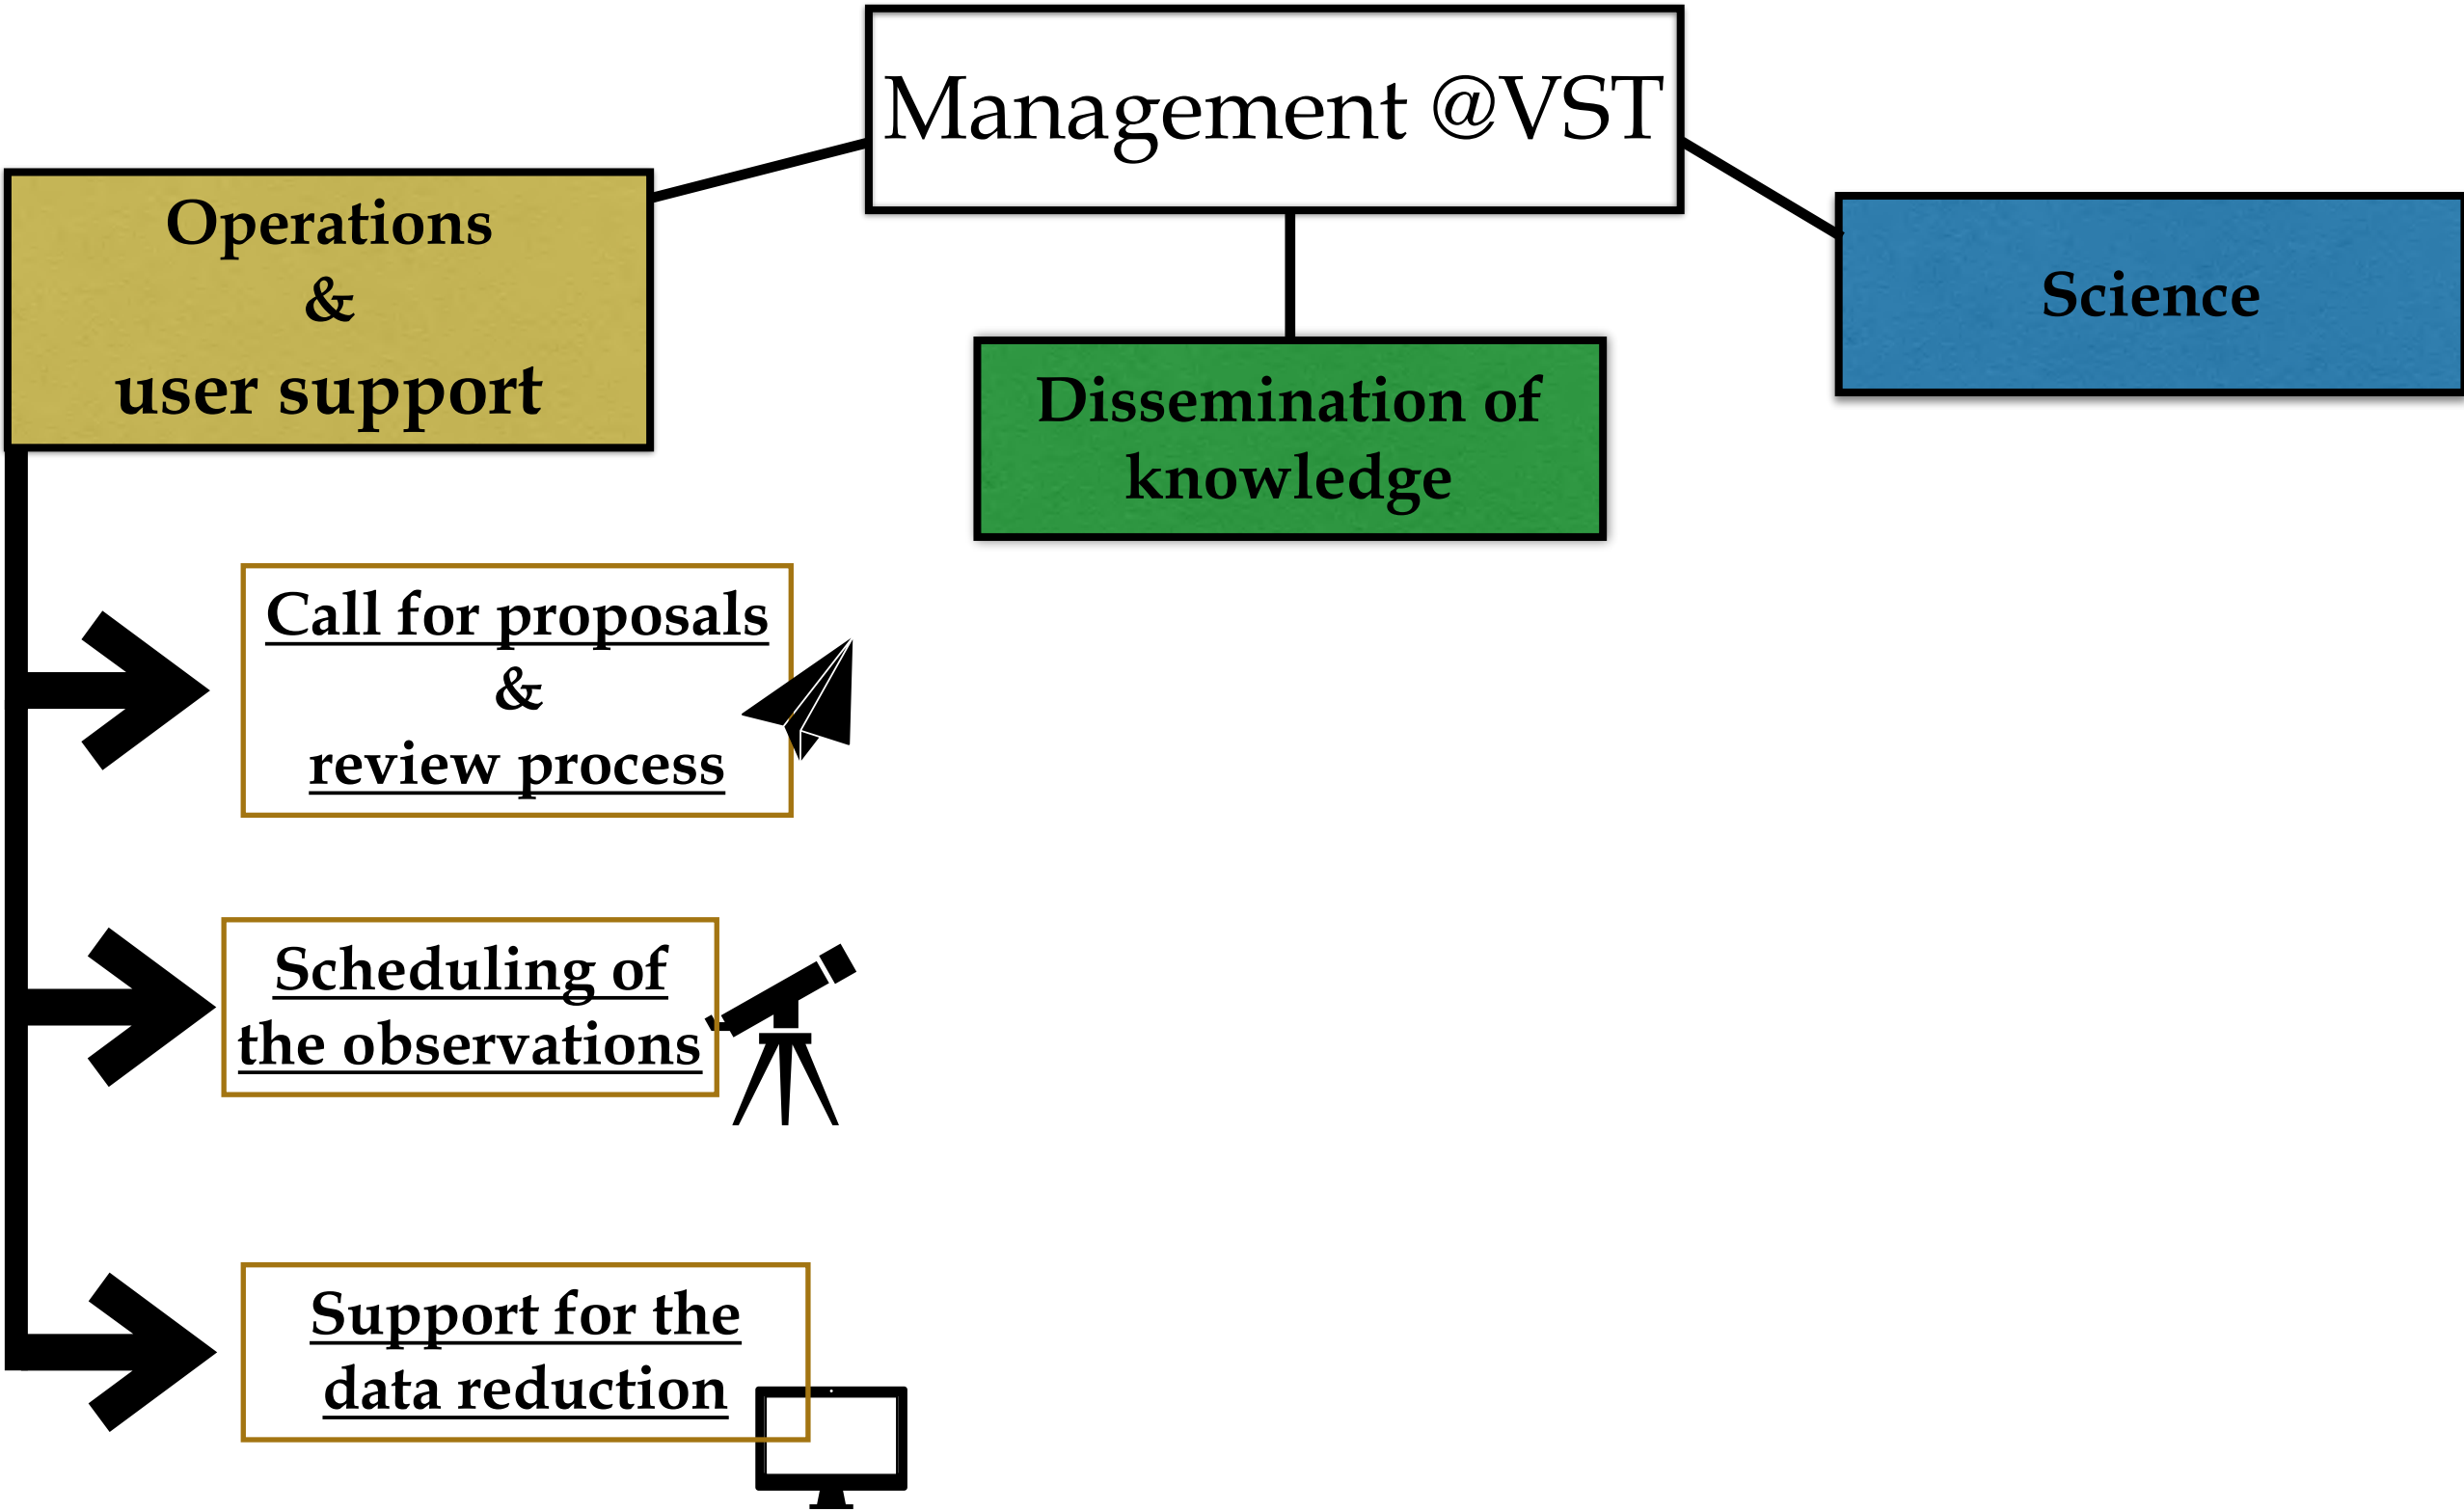 Management @VST
Operations
&
user support
Science
Dissemination of
knowledge
Call for proposals
&
review process
Scheduling of
the observations
Support for the
data reduction